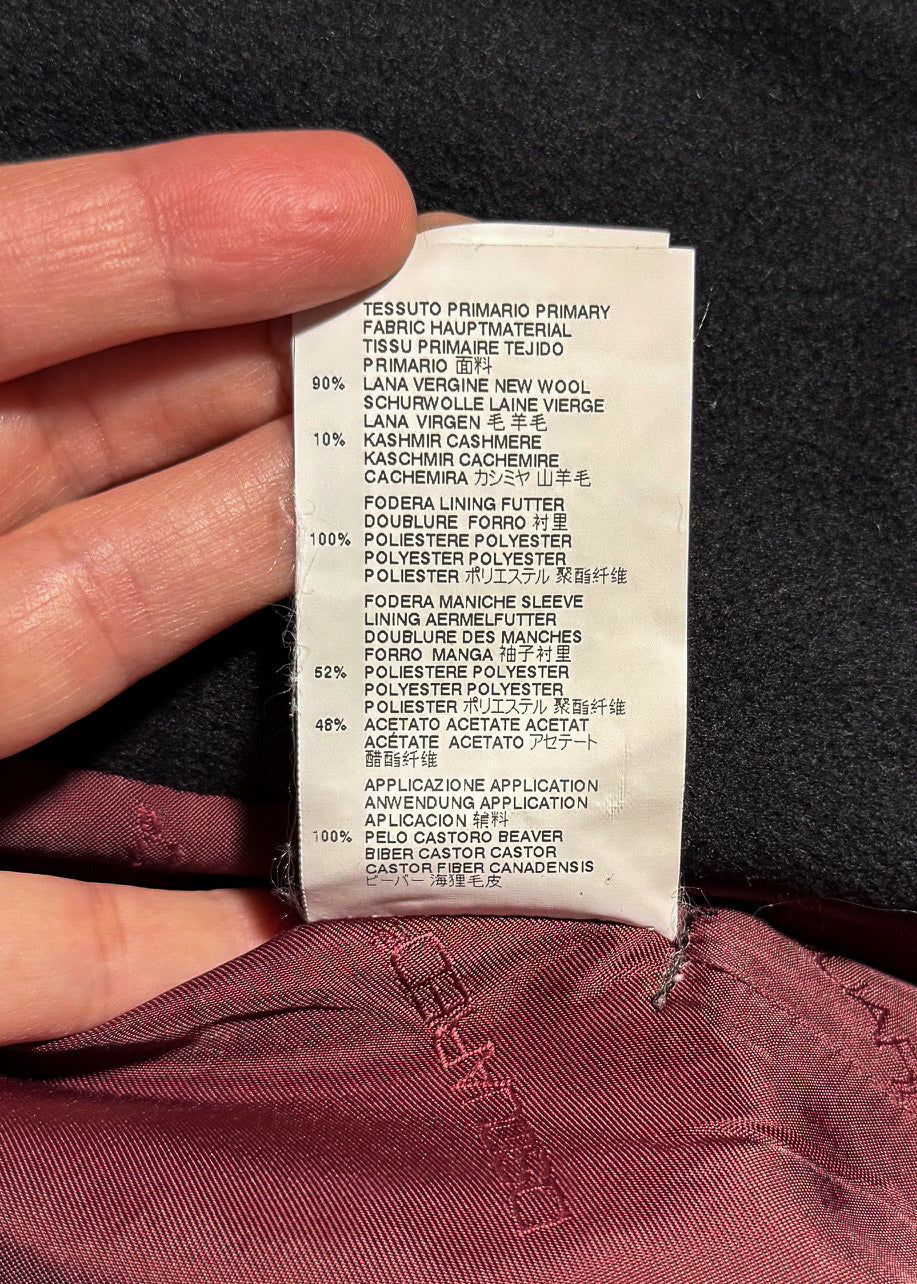 TESSUTO PRIMARIO PRIMARY
FABRIC HAUPTMATERIAL
TISSU PRIMAIRE TEJIDO
PRIMARIO 面料
90% LANA VERGINE NEW WOOL
SCHURWOLLE LAINE VIERGE
LANA VIRGEN 毛 羊毛
10% KASHMIR CASHMERE
KASCHMIR CACHEMIRE
CACHEMIRA カシミヤ 山羊毛
FODERA LINING FUTTER
DOUBLURE FORRO 衬里
100% POLIESTERE POLYESTER
POLYESTER POLYESTER
POLIESTER ポリエステル 聚酯纤维
FODERA MANICHE SLEEVE
LINING AERMELFUTTER
DOUBLURE DES MANCHES
FORRO MANGA 袖子衬里
52% POLIESTERE POLYESTER
POLYESTER POLYESTER
POLIESTER ポリエステル 聚酯纤维
48% ACETATO ACETATE ACETAT
ACÉTATE ACETATO アセテート
醋酯纤维
APPLICAZIONE APPLICATION
ANWENDUNG APPLICATION
APLICACION 辅料
100% PELO CASTORO BEAVER
BIBER CASTOR CASTOR
CASTOR FIBER CANADENSIS
ビーバー 海狸毛皮